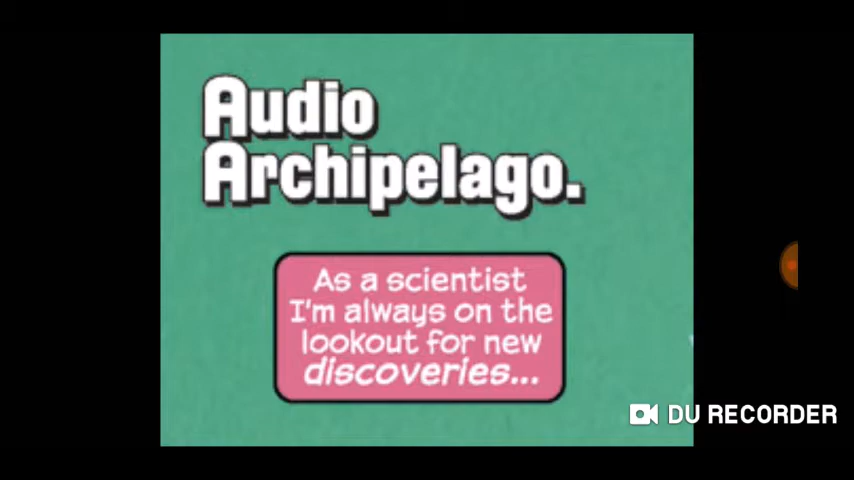 Audio
Archipelago.
As a scientist
I'm always on the
lookout for new
discoveries...
DU RECORDER